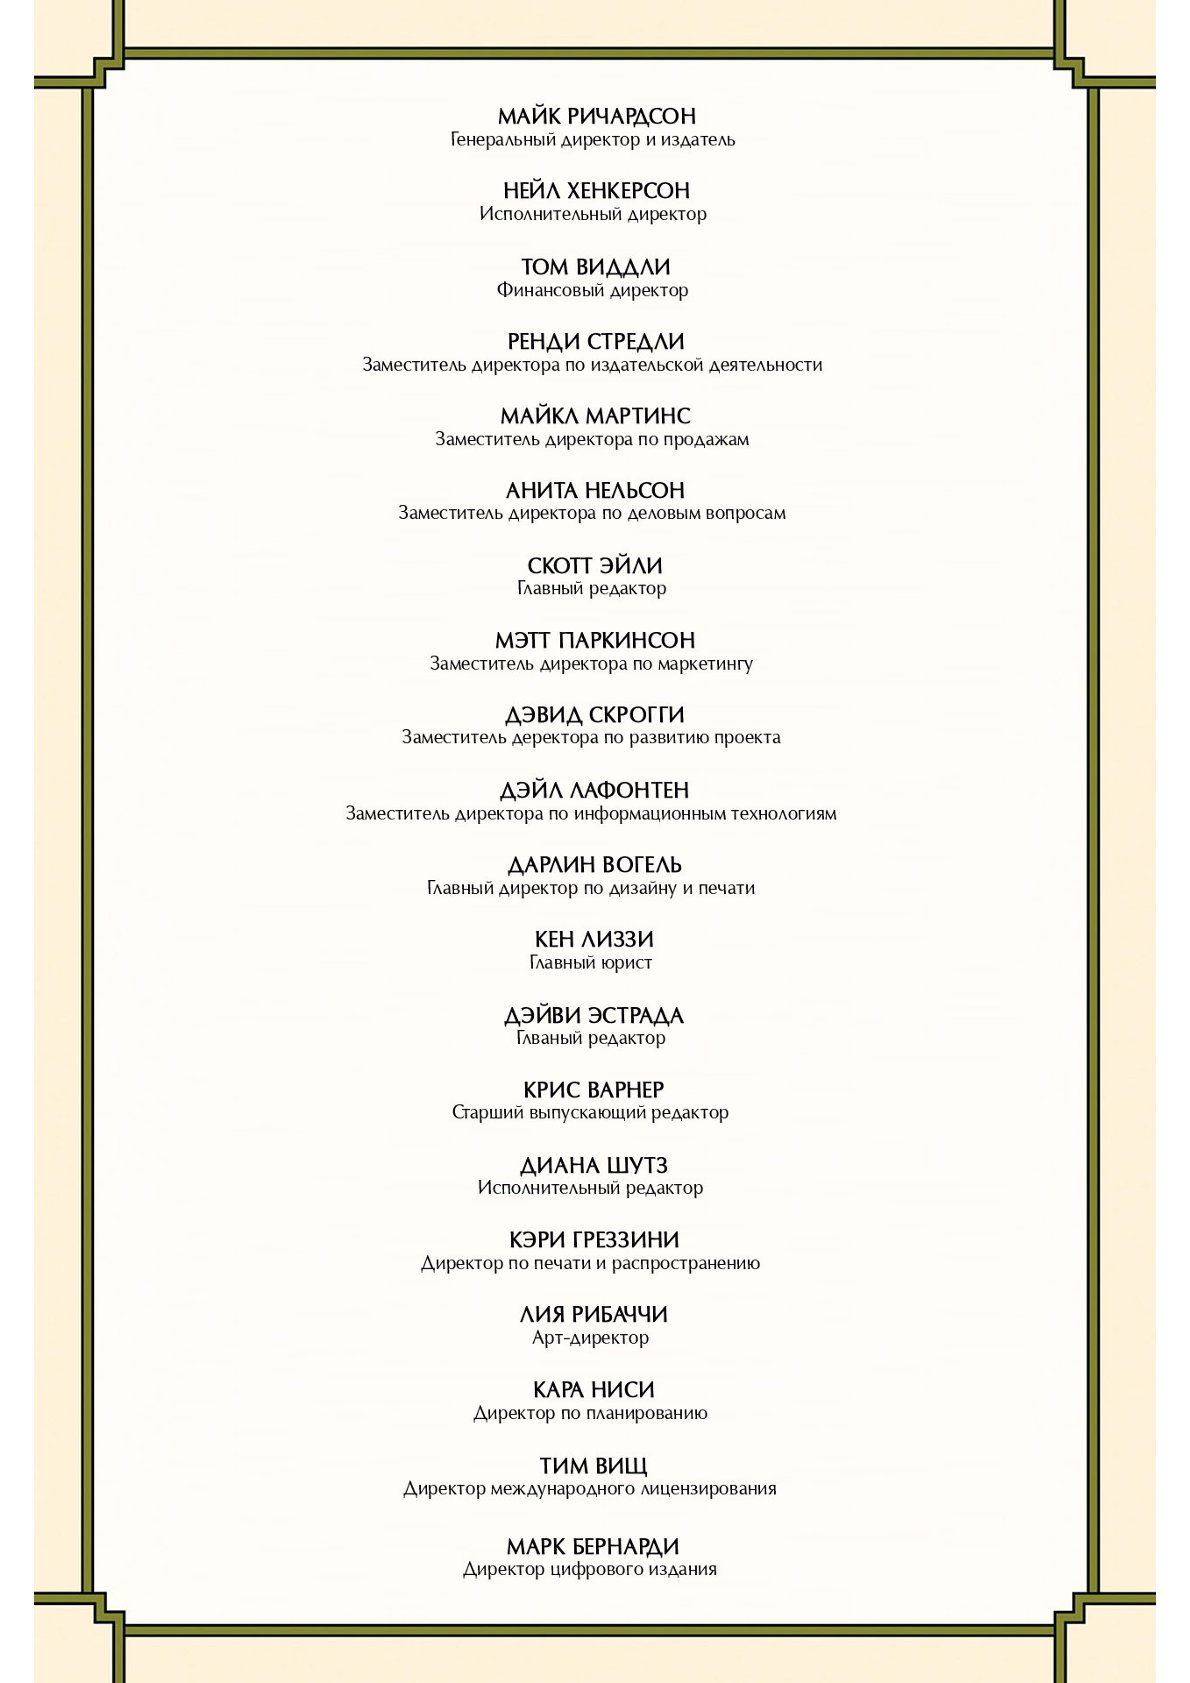 МАЙК РИЧАРДСОН
Генеральный директор и издатель
НЕЙЛ ХЕНКЕРСОН
Исполнительный директор
ТОМ ВИДДЛИ
Финансовый директор
РЕНДИ СТРЕДЛИ
Заместитель директора по издательской деятельности
МАЙКЛ МАРТИНС
Заместитель директора по продажам
АНИТА НЕЛЬСОН
Заместитель директора по деловым вопросам
СКОТТ ЭЙЛИ
Главный редактор
МЭТТ ПАРКИНСОН
Заместитель директора по маркетингу
ДЭВИД СКРОГГИ
Заместитель деректора по развитию проекта
ДЭЙЛ ЛАФОНТЕН
Заместитель директора по информационным технологиям
ДАРЛИН ВОГЕЛЬ
Главный директор по дизайну и печати
КЕН ЛИЗЗИ
Главный юрист
ДЭЙВИ ЭСТРАДА
Глваный редактор
КРИС ВАРНЕР
Старший выпускающий редактор
ДИАНА ШУТЗ
Исполнительный редактор
КЭРИ ГРЕЗЗИНИ
Директор по печати и распространению
ЛИЯ РИБАЧЧИ
Арт-директор
КАРА НИСИ
Директор по планированию
ТИМ ВИЩ
Директор международного лицензирования
МАРК БЕРНАРДИ
Директор цифрового издания